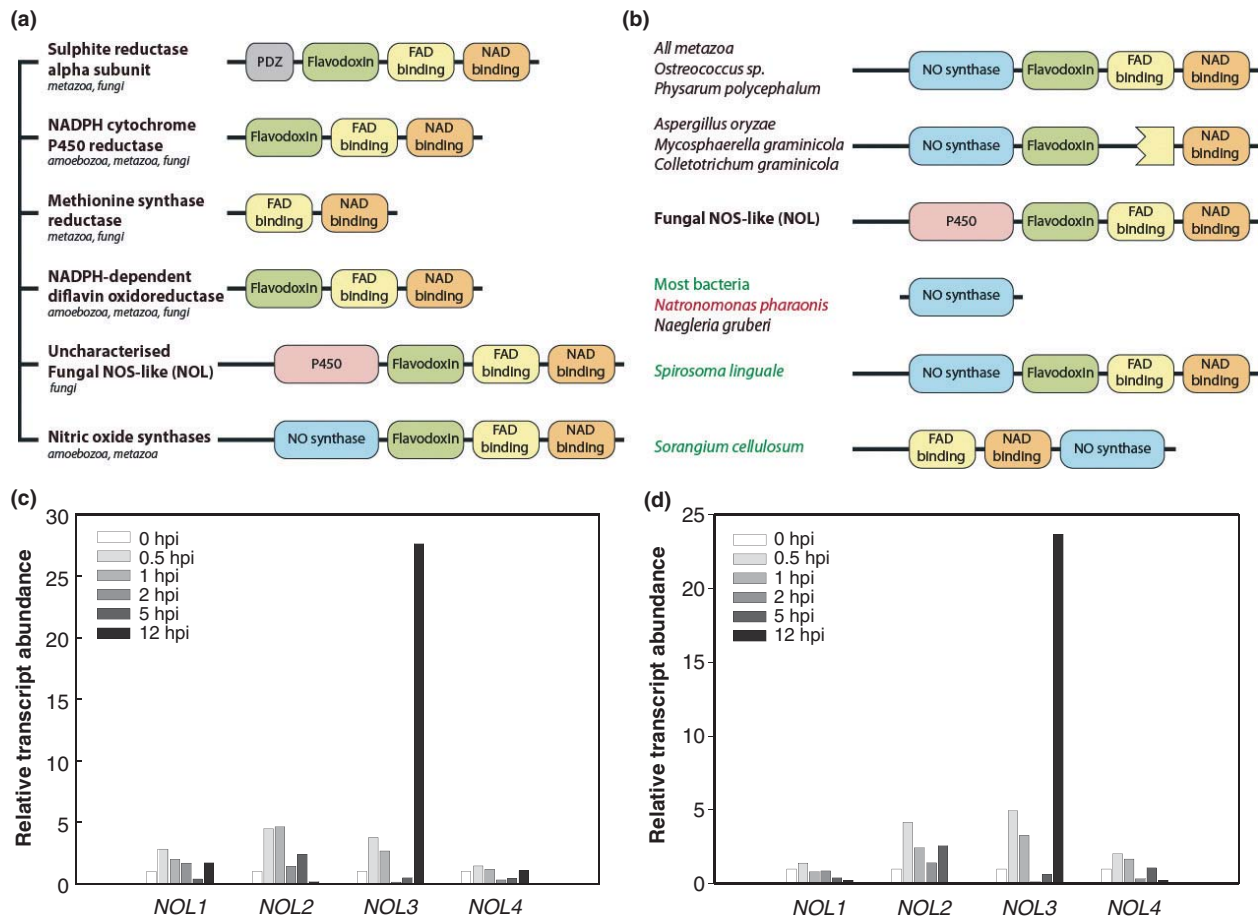 (a)
Sulphite reductase
alpha subunit
metazoa, fungi
PDZ
Flavodoxin
FAD
binding
NAD
binding
NADPH cytochrome
P450 reductase
amoebozoa, metazoa, fungi
Flavodoxin
FAD
binding
NAD
binding
Methionine synthase
reductase
metazoa, fungi
FAD
binding
NAD
binding
NADPH-dependent
diflavin oxidoreductase
amoebozoa, metazoa, fungi
Flavodoxin
FAD
binding
NAD
binding
Uncharacterised
Fungal NOS-like (NOL)
fungi
P450
Flavodoxin
FAD
binding
NAD
binding
Nitric oxide synthases
amoebozoa, metazoa
NO synthase
Flavodoxin
FAD
binding
NAD
binding
(b)
All metazoa
Ostreococcus sp.
Physarum polycephalum
NO synthase
Flavodoxin
FAD
binding
NAD
binding
Aspergillus oryzae
Mycosphaerella graminicola
Colletotrichum graminicola
NO synthase
Flavodoxin
NAD
binding
Fungal NOS-like (NOL)
P450
Flavodoxin
FAD
binding
NAD
binding
Most bacteria
Natronomonas pharaonis
Naegleria gruberi
NO synthase
Spirosoma linguale
NO synthase
Flavodoxin
FAD
binding
NAD
binding
Sorangium cellulosum
FAD
binding
NAD
binding
NO synthase
(c)
Relative transcript abundance
30
25
20
15
10
5
0
0 hpi
0.5 hpi
1 hpi
2 hpi
5 hpi
12 hpi
NOL1 NOL2 NOL3 NOL4
(d)
Relative transcript abundance
25
20
15
10
5
0
0 hpi
0.5 hpi
1 hpi
2 hpi
5 hpi
12 hpi
NOL1 NOL2 NOL3 NOL4